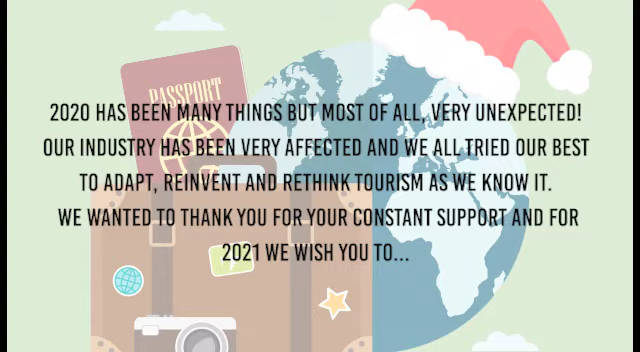 PASSPORT
2020 HAS BEEN MANY THINGS BUT MOST OF ALL, VERY UNEXPECTED!
OUR INDUSTRY HAS BEEN VERY AFFECTED AND WE ALL TRIED OUR BEST
TO ADAPT, REINVENT AND RETHINK TOURISM AS WE KNOW IT.
WE WANTED TO THANK YOU FOR YOUR CONSTANT SUPPORT AND FOR
2021 WE WISH YOU TO...